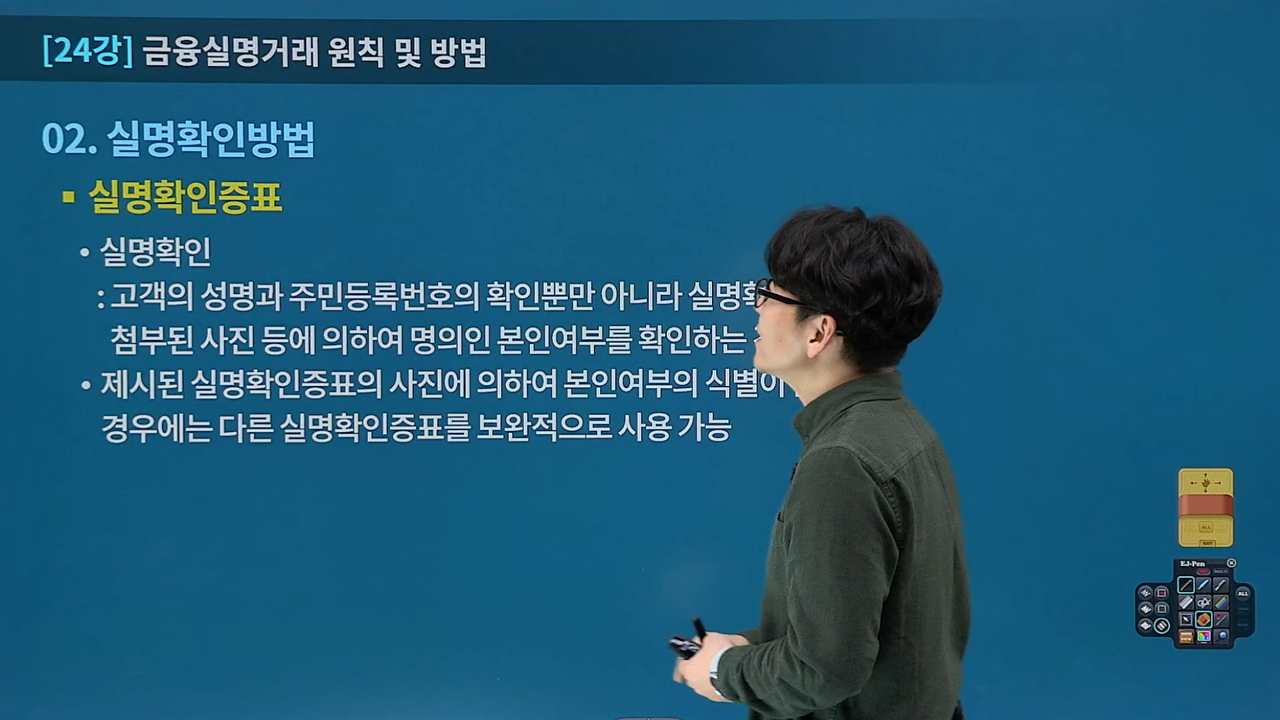 [24강] 금융실명거래 원칙 및 방법
02. 실명확인방법
▪ 실명확인증표
• 실명확인
: 고객의 성명과 주민등록번호의 확인뿐만 아니라
첨부된 사진 등에 의하여 명의인 본인여부를 확인하는
• 제시된 실명확인증표의 사진에 의하여 본인여부의 식별이
경우에는 다른 실명확인증표를 보완적으로 사용 가능
ALL
EXIT
EJ-Pen
ALL